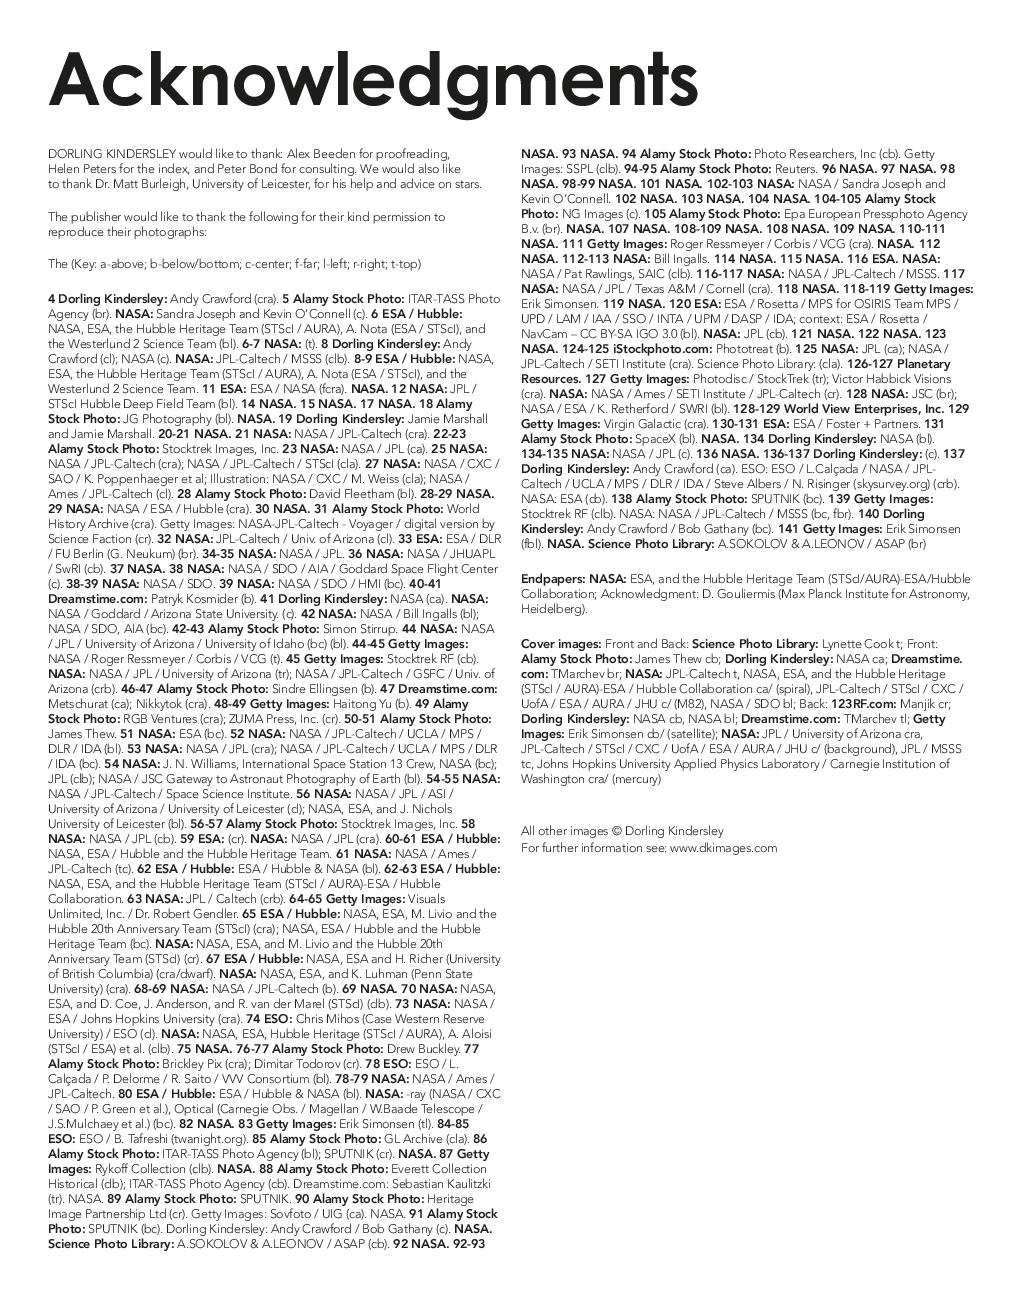 Acknowledgments
DORLING KINDERSLEY would like to thank: Alex Beeden for proofreading,
Helen Peters for the index, and Peter Bond for consulting. We would also like
to thank Dr. Matt Burleigh, University of Leicester, for his help and advice on stars.
The publisher would like to thank the following for their kind permission to
reproduce their photographs:
The (Key: a-above; b-below/bottom; c-center; f-far; l-left; r-right; t-top)
4 Dorling Kindersley: Andy Crawford (cra). 5 Alamy Stock Photo: ITAR-TASS Photo
Agency (br). NASA: Sandra Joseph and Kevin O'Connell (c). 6 ESA / Hubble:
NASA, ESA, the Hubble Heritage Team (STScI / AURA), A. Nota (ESA / STScI), and
the Westerlund 2 Science Team (bl). 6-7 NASA: (t). 8 Dorling Kindersley: Andy
Crawford (cl); NASA (c). NASA: JPL-Caltech / MSSS (clb). 8-9 ESA / Hubble: NASA,
ESA, the Hubble Heritage Team (STScI / AURA), A. Nota (ESA / STScI), and the
Westerlund 2 Science Team. 11 ESA: ESA / NASA (fcra). NASA. 12 NASA: JPL /
STScI Hubble Deep Field Team (bl). 14 NASA. 15 NASA. 17 NASA. 18 Alamy
Stock Photo: JG Photography (bl). NASA. 19 Dorling Kindersley: Jamie Marshall
and Jamie Marshall. 20-21 NASA. 21 NASA: NASA / JPL-Caltech (cra). 22-23
Alamy Stock Photo: Stocktrek Images, Inc. 23 NASA: NASA / JPL (ca). 25 NASA:
NASA / JPL-Caltech (cra); NASA / JPL-Caltech / STScI (cla). 27 NASA: NASA / CXC /
SAO / K. Poppenhaeger et al; Illustration: NASA / CXC / M. Weiss (cla); NASA /
Ames / JPL-Caltech (cl). 28 Alamy Stock Photo: David Fleetham (bl). 28-29 NASA.
29 NASA: NASA / ESA / Hubble (cra). 30 NASA. 31 Alamy Stock Photo: World
History Archive (cra). Getty Images: NASA-JPL-Caltech - Voyager / digital version by
Science Faction (cr). 32 NASA: JPL-Caltech / Univ. of Arizona (cl). 33 ESA: ESA / DLR
/ FU Berlin (G. Neukum) (br). 34-35 NASA: NASA / JPL. 36 NASA: NASA / JHUAPL
/ SwRI (cb). 37 NASA. 38 NASA: NASA / SDO / AIA / Goddard Space Flight Center
(c). 38-39 NASA: NASA / SDO. 39 NASA: NASA / SDO / HMI (bc). 40-41
Dreamstime.com: Patryk Kosmider (b). 41 Dorling Kindersley: NASA (ca). NASA:
NASA / Goddard / Arizona State University. (c). 42 NASA: NASA / Bill Ingalls (bl);
NASA / SDO, AIA (bc). 42-43 Alamy Stock Photo: Simon Stirrup. 44 NASA: NASA
/ JPL / University of Arizona / University of Idaho (bc) (bl). 44-45 Getty Images:
NASA / Roger Ressmeyer / Corbis / VCG (t). 45 Getty Images: Stocktrek RF (cb).
NASA: NASA / JPL / University of Arizona (tr); NASA / JPL-Caltech / GSFC / Univ. of
Arizona (crb). 46-47 Alamy Stock Photo: Sindre Ellingsen (b). 47 Dreamstime.com:
Metschurat (ca); Nikkytok (cra). 48-49 Getty Images: Haitong Yu (b). 49 Alamy
Stock Photo: RGB Ventures (cra); ZUMA Press, Inc. (cr). 50-51 Alamy Stock Photo:
James Thew. 51 NASA: ESA (bc). 52 NASA: NASA / JPL-Caltech / UCLA / MPS /
DLR / IDA (bl). 53 NASA: NASA / JPL (cra); NASA / JPL-Caltech / UCLA / MPS / DLR
/ IDA (bc). 54 NASA: J. N. Williams, International Space Station 13 Crew, NASA (bc);
JPL (clb); NASA / JSC Gateway to Astronaut Photography of Earth (bl). 54-55 NASA:
NASA / JPL-Caltech / Space Science Institute. 56 NASA: NASA / JPL / ASI /
University of Arizona / University of Leicester (cl); NASA, ESA, and J. Nichols
University of Leicester (bl). 56-57 Alamy Stock Photo: Stocktrek Images, Inc. 58
NASA: NASA / JPL (cb). 59 ESA: (cr). NASA: NASA / JPL (cra). 60-61 ESA / Hubble:
NASA, ESA / Hubble and the Hubble Heritage Team. 61 NASA: NASA / Ames /
JPL-Caltech (tc). 62 ESA / Hubble: ESA / Hubble & NASA (bl). 62-63 ESA / Hubble:
NASA, ESA, and the Hubble Heritage Team (STScI / AURA)-ESA / Hubble
Collaboration. 63 NASA: JPL / Caltech (crb). 64-65 Getty Images: Visuals
Unlimited, Inc. / Dr. Robert Gendler. 65 ESA / Hubble: NASA, ESA, M. Livio and the
Hubble 20th Anniversary Team (STScI) (cra); NASA, ESA / Hubble and the Hubble
Heritage Team (bc). NASA: NASA, ESA, and M. Livio and the Hubble 20th
Anniversary Team (STScI) (cr). 67 ESA / Hubble: NASA, ESA and H. Richer (University
of British Columbia) (cra/dwarf). NASA: NASA, ESA, and K. Luhman (Penn State
University) (cra). 68-69 NASA: NASA / JPL-Caltech (b). 69 NASA. 70 NASA: NASA,
ESA, and D. Coe, J. Anderson, and R. van der Marel (STScI) (clb). 73 NASA: NASA /
ESA / Johns Hopkins University (cra). 74 ESO: Chris Mihos (Case Western Reserve
University) / ESO (cl). NASA: NASA, ESA, Hubble Heritage (STScI / AURA), A. Aloisi
(STScI / ESA) et al. (clb). 75 NASA. 76-77 Alamy Stock Photo: Drew Buckley. 77
Alamy Stock Photo: Brickley Pix (cra); Dimitar Todorov (cr). 78 ESO: ESO / L.
Calçada / P. Delorme / R. Saito / VVV Consortium (bl). 78-79 NASA: NASA / Ames /
JPL-Caltech. 80 ESA / Hubble: ESA / Hubble & NASA (bl). NASA: -ray (NASA / CXC
/ SAO / P. Green et al.), Optical (Carnegie Obs. / Magellan / W.Baade Telescope /
J.S.Mulchaey et al.) (bc). 82 NASA. 83 Getty Images: Erik Simonsen (tl). 84-85
ESO: ESO / B. Tafreshi (twanight.org). 85 Alamy Stock Photo: GL Archive (cla). 86
Alamy Stock Photo: ITAR-TASS Photo Agency (bl); SPUTNIK (cr). NASA. 87 Getty
Images: Rykoff Collection (clb). NASA. 88 Alamy Stock Photo: Everett Collection
Historical (clb); ITAR-TASS Photo Agency (cb). Dreamstime.com: Sebastian Kaulitzki
(tr). NASA. 89 Alamy Stock Photo: SPUTNIK. 90 Alamy Stock Photo: Heritage
Image Partnership Ltd (cr). Getty Images: Sovfoto / UIG (ca). NASA. 91 Alamy Stock
Photo: SPUTNIK (bc). Dorling Kindersley: Andy Crawford / Bob Gathany (c). NASA.
Science Photo Library: A.SOKOLOV & A.LEONOV / ASAP (cb). 92 NASA. 92-93
NASA. 93 NASA. 94 Alamy Stock Photo: Photo Researchers, Inc (cb). Getty
Images: SSPL (clb). 94-95 Alamy Stock Photo: Reuters. 96 NASA. 97 NASA. 98
NASA. 98-99 NASA. 101 NASA. 102-103 NASA: NASA / Sandra Joseph and
Kevin O'Connell. 102 NASA. 103 NASA. 104 NASA. 104-105 Alamy Stock
Photo: NG Images (c). 105 Alamy Stock Photo: Epa European Pressphoto Agency
B.v. (br). NASA. 107 NASA. 108-109 NASA. 108 NASA. 109 NASA. 110-111
NASA. 111 Getty Images: Roger Ressmeyer / Corbis / VCG (cra). NASA. 112
NASA. 112-113 NASA: Bill Ingalls. 114 NASA. 115 NASA. 116 ESA. NASA:
NASA / Pat Rawlings, SAIC (clb). 116-117 NASA: NASA / JPL-Caltech / MSSS. 117
NASA: NASA / JPL / Texas A&M / Cornell (cra). 118 NASA. 118-119 Getty Images:
Erik Simonsen. 119 NASA. 120 ESA: ESA / Rosetta / MPS for OSIRIS Team MPS /
UPD / LAM / IAA / SSO / INTA / UPM / DASP / IDA; context: ESA / Rosetta /
NavCam – CC BY-SA IGO 3.0 (bl). NASA: JPL (cb). 121 NASA. 122 NASA. 123
NASA. 124-125 iStockphoto.com: Phototreat (b). 125 NASA: JPL (ca); NASA /
JPL-Caltech / SETI Institute (cra). Science Photo Library: (cla). 126-127 Planetary
Resources. 127 Getty Images: Photodisc / StockTrek (tr); Victor Habbick Visions
(cra). NASA: NASA / Ames / SETI Institute / JPL-Caltech (cr). 128 NASA: JSC (br);
NASA / ESA / K. Retherford / SWRI (bl). 128-129 World View Enterprises, Inc. 129
Getty Images: Virgin Galactic (cra). 130-131 ESA: ESA / Foster + Partners. 131
Alamy Stock Photo: SpaceX (bl). NASA. 134 Dorling Kindersley: NASA (bl).
134-135 NASA: NASA / JPL (c). 136 NASA. 136-137 Dorling Kindersley: (c). 137
Dorling Kindersley: Andy Crawford (ca). ESO: ESO / L.Calçada / NASA / JPL-
Caltech / UCLA / MPS / DLR / IDA / Steve Albers / N. Risinger (skysurvey.org) (crb).
NASA: ESA (cb). 138 Alamy Stock Photo: SPUTNIK (bc). 139 Getty Images:
Stocktrek RF (clb). NASA: NASA / JPL-Caltech / MSSS (bc, fbr). 140 Dorling
Kindersley: Andy Crawford / Bob Gathany (bc). 141 Getty Images: Erik Simonsen
(fbl). NASA. Science Photo Library: A.SOKOLOV & A.LEONOV / ASAP (br)
Endpapers: NASA: ESA, and the Hubble Heritage Team (STScI/AURA)-ESA/Hubble
Collaboration; Acknowledgment: D. Gouliermis (Max Planck Institute for Astronomy,
Heidelberg).
Cover images: Front and Back: Science Photo Library: Lynette Cook t; Front:
Alamy Stock Photo: James Thew cb; Dorling Kindersley: NASA ca; Dreamstime.
com: TMarchev br; NASA: JPL-Caltech t, NASA, ESA, and the Hubble Heritage
(STScI / AURA)-ESA / Hubble Collaboration ca/ (spiral), JPL-Caltech / STScI / CXC /
UofA / ESA / AURA / JHU c/ (M82), NASA / SDO bl; Back: 123RF.com: Manjik cr;
Dorling Kindersley: NASA cb, NASA bl; Dreamstime.com: TMarchev tl; Getty
Images: Erik Simonsen cb/ (satellite); NASA: JPL / University of Arizona cra,
JPL-Caltech / STScI / CXC / UofA / ESA / AURA / JHU c/ (background), JPL / MSSS
tc, Johns Hopkins University Applied Physics Laboratory / Carnegie Institution of
Washington cra/ (mercury)
All other images © Dorling Kindersley
For further information see: www.dkimages.com